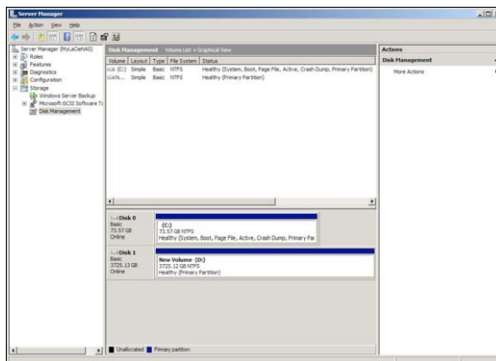 Server Manager
File Action View Help
Server Manager (MyLaCieNAS)
Roles
Features
Diagnostics
Configuration
Storage
Windows Server Backup
Microsoft iSCSI Software Ta
Disk Management
Disk Management Volume List + Graphical View
Volume Layout Type File System Status
(C:) Simple Basic NTFS Healthy (System, Boot, Page File, Active, Crash Dump, Primary Partition)
Simple Basic NTFS Healthy (Primary Partition)
Disk 0
Basic
73.57 GB
Online
(C:)
73.57 GB NTFS
Healthy (System, Boot, Page File, Active, Crash Dump, Primary Pa
Disk 1
Basic
3725.13 GB
Online
New Volume (D:)
3725.12 GB NTFS
Healthy (Primary Partition)
Unallocated Primary partition
Actions
Disk Management
More Actions